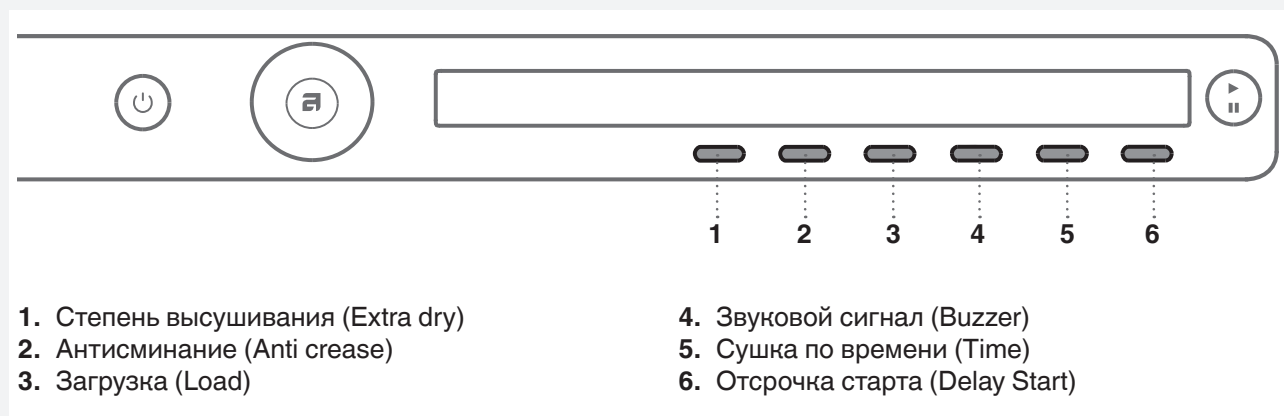 1 2 3 4 5 6
1. Степень высушивания (Extra dry)
2. Антисминание (Anti crease)
3. Загрузка (Load)
4. Звуковой сигнал (Buzzer)
5. Сушка по времени (Time)
6. Отсрочка старта (Delay Start)